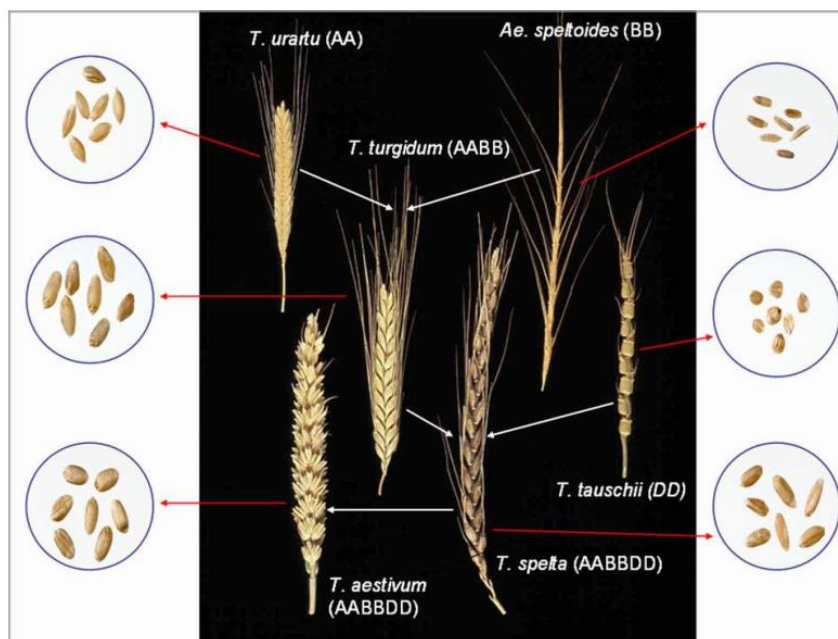 T. urartu (AA)
Ae. speltoides (BB)
T. turgidum (AABB)
T. tauschii (DD)
T. spelta (AABBDD)
T. aestivum
(AABBDD)